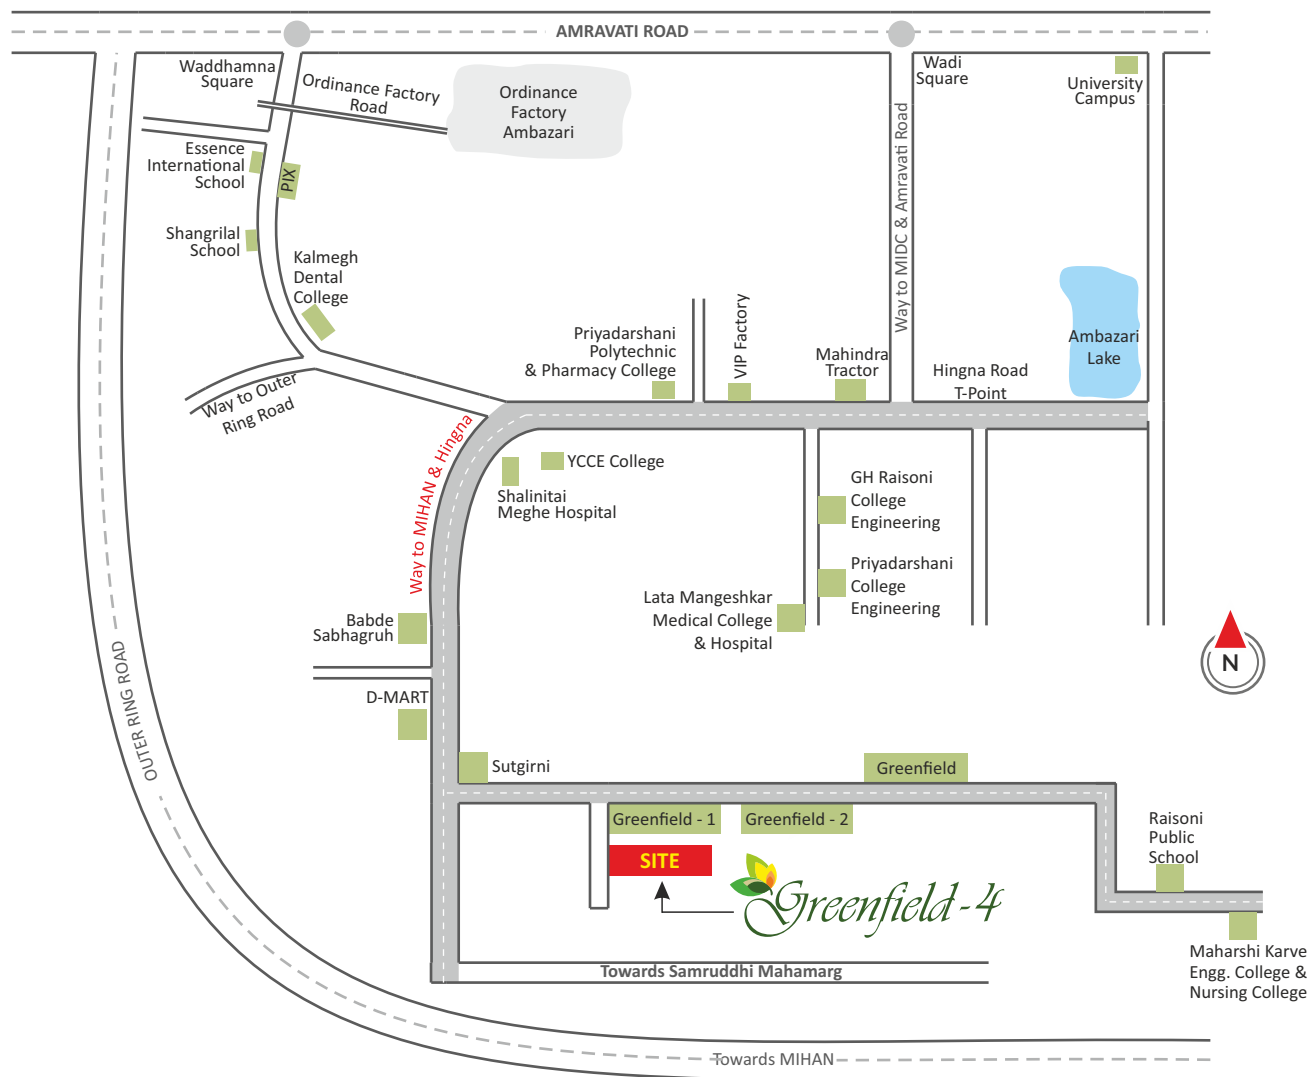 AMRAVATI ROAD
Waddhamna
Square
Ordinance Factory
Road
Ordinance
Factory
Ambazari
Wadi
Square
University
Campus
Essence
International
School
PIX
Way to MIDC & Amravati Road
Shangrilal
School
Kalmegh
Dental
College
Priyadarshani
Polytechnic
& Pharmacy College
VIP Factory
Mahindra
Tractor
Hingna Road
T-Point
Ambazari
Lake
Way to Outer
Ring Road
Way to MIHAN & Hingna
YCCE College
Shalinitai
Meghe Hospital
GH Raisoni
College
Engineering
Priyadarshani
College
Engineering
Lata Mangeshkar
Medical College
& Hospital
Babde
Sabhagruh
N
D-MART
OUTER RING ROAD
Sutgirni
Greenfield
Greenfield - 1
Greenfield - 2
SITE
Greenfield-4
Raisoni
Public
School
Maharshi Karve
Engg. College &
Nursing College
Towards Samruddhi Mahamarg
Towards MIHAN